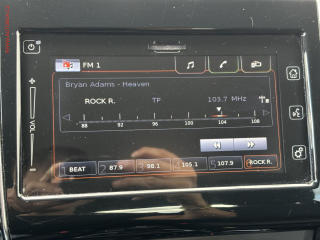 FM 1
Bryan Adams - Heaven
ROCK R. TP 103.7 MHz
88 92 96 100 104 108
VOL
BEAT 87.9 98.1 105.1 107.9 ROCK R.